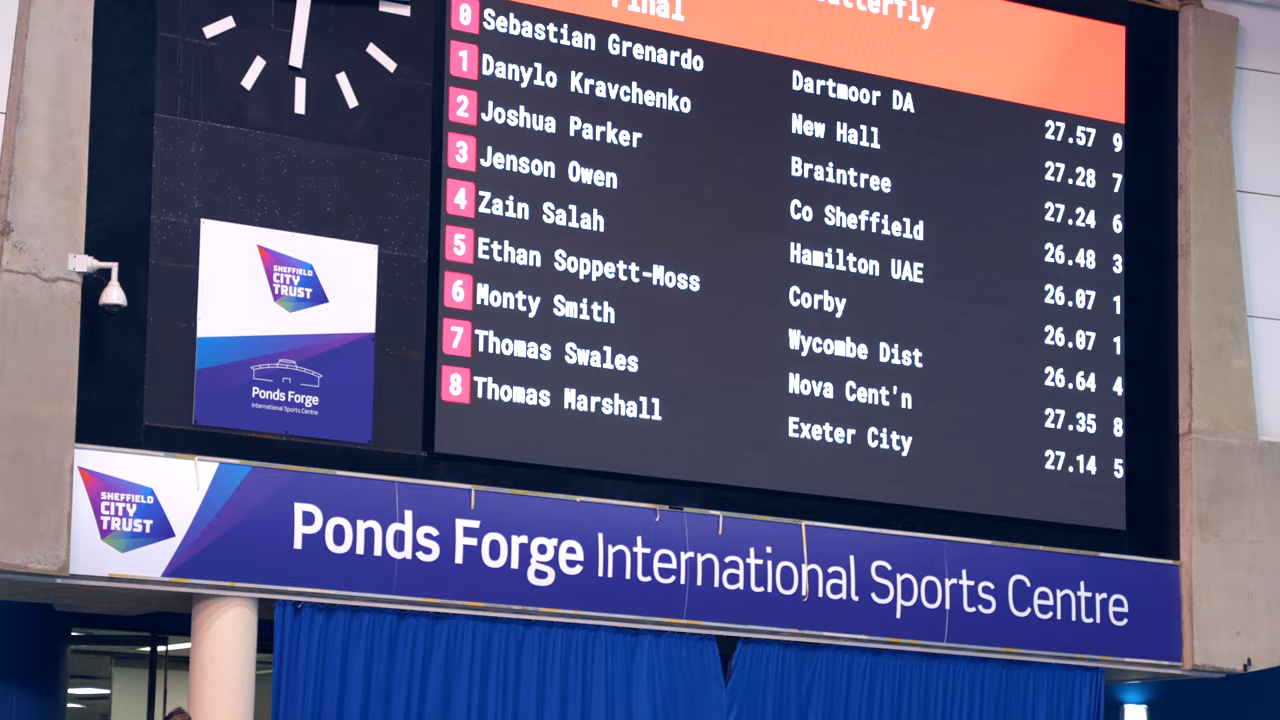 Butterfly
Final
0 Sebastian Grenardo Dartmoor DA 27.57 9
1 Danylo Kravchenko New Hall 27.28 7
2 Joshua Parker Braintree 27.24 6
3 Jenson Owen Co Sheffield 26.48 3
4 Zain Salah Hamilton UAE 26.07 1
5 Ethan Soppett-Moss Corby 26.07 1
6 Monty Smith Wycombe Dist 26.64 4
7 Thomas Swales Nova Cent'n 27.35 8
8 Thomas Marshall Exeter City 27.14 5
SHEFFIELD
CITY
TRUST
Ponds Forge
International Sports Centre
SHEFFIELD
CITY
TRUST
Ponds Forge International Sports Centre